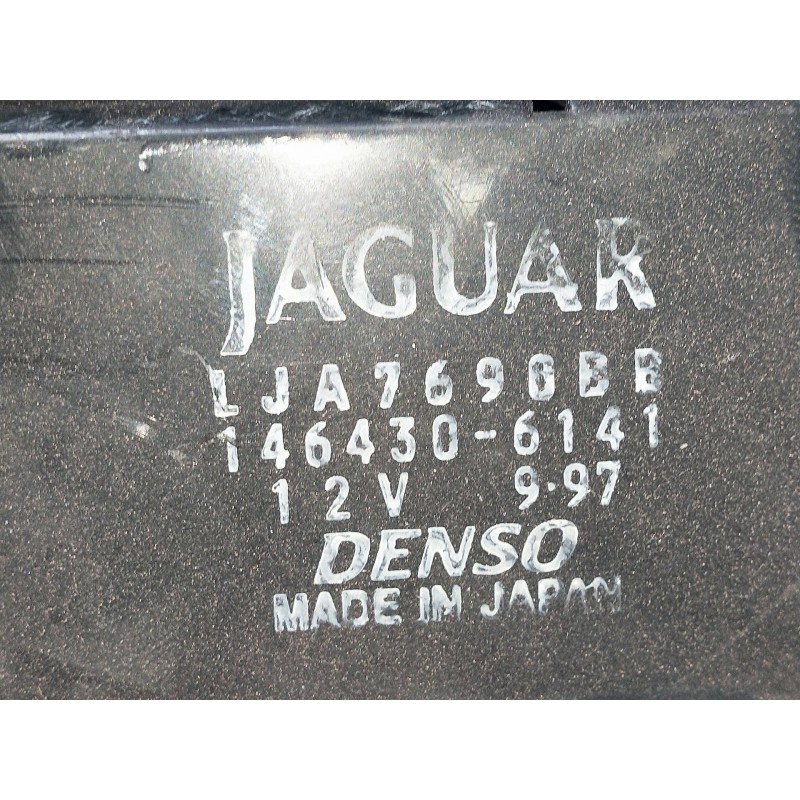 JAGUAR
LJA7690BB
146430-6141
12V 9·97
DENSO
MADE IN JAPAN